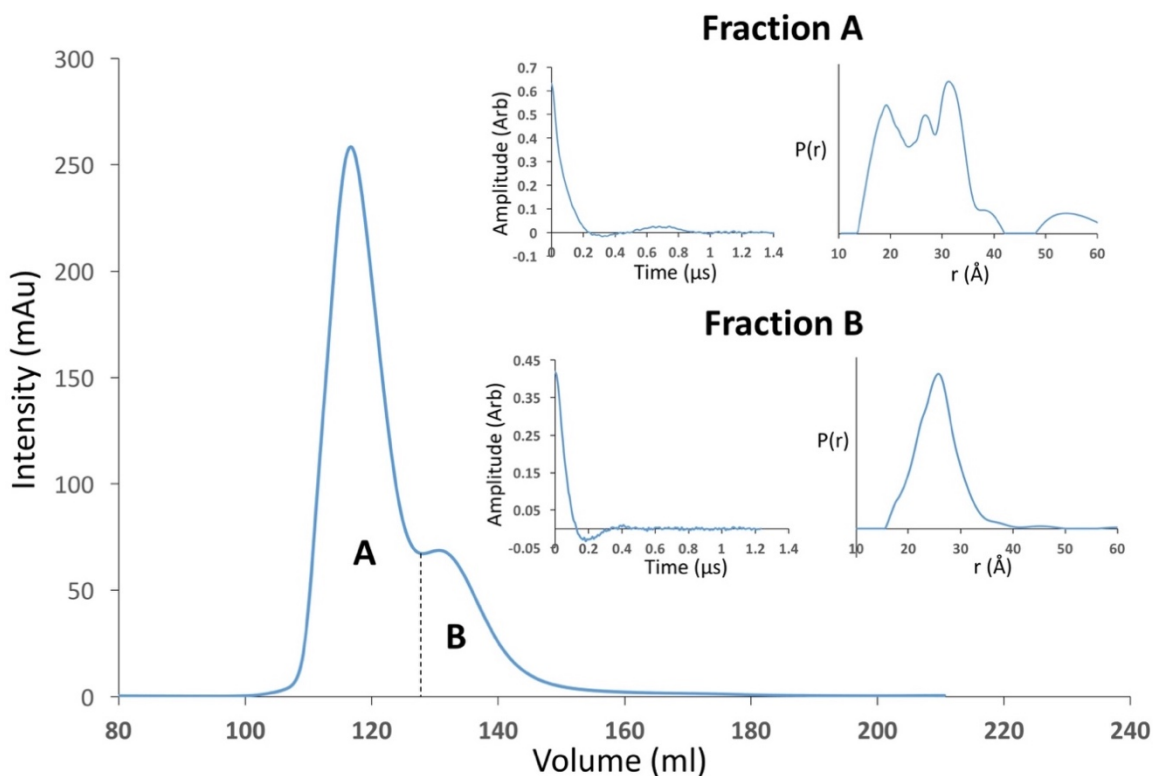 Fraction A
0.7
0.6
0.5
0.4
0.3
0.2
0.1
0
-0.1
Amplitude (Arb)
0 0.2 0.4 0.6 0.8 1 1.2 1.4
Time (µs)
P(r)
10 20 30 40 50 60
r (Å)
Fraction B
0.45
0.35
0.25
0.15
0.05
-0.05
Amplitude (Arb)
0 0.2 0.4 0.6 0.8 1 1.2 1.4
Time (µs)
P(r)
10 20 30 40 50 60
r (Å)
300
250
200
150
100
50
0
Intensity (mAu)
A
B
80 100 120 140 160 180 200 220 240
Volume (ml)